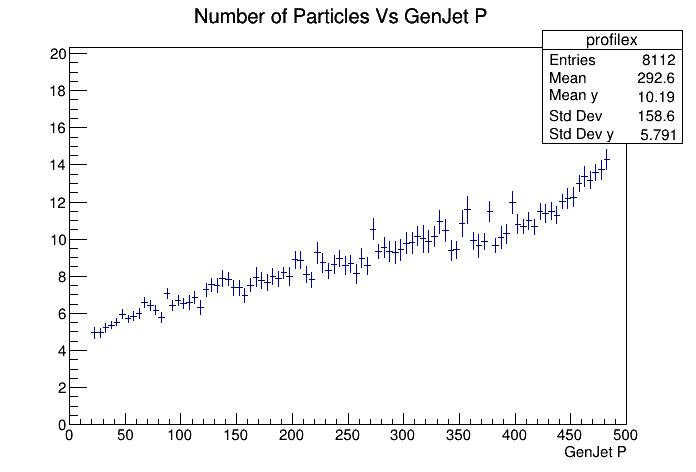 Number of Particles Vs GenJet P
profilex
Entries 8112
Mean 292.6
Mean y 10.19
Std Dev 158.6
Std Dev y 5.791
20
18
16
14
12
10
8
6
4
2
0
0 50 100 150 200 250 300 350 400 450 500
GenJet P